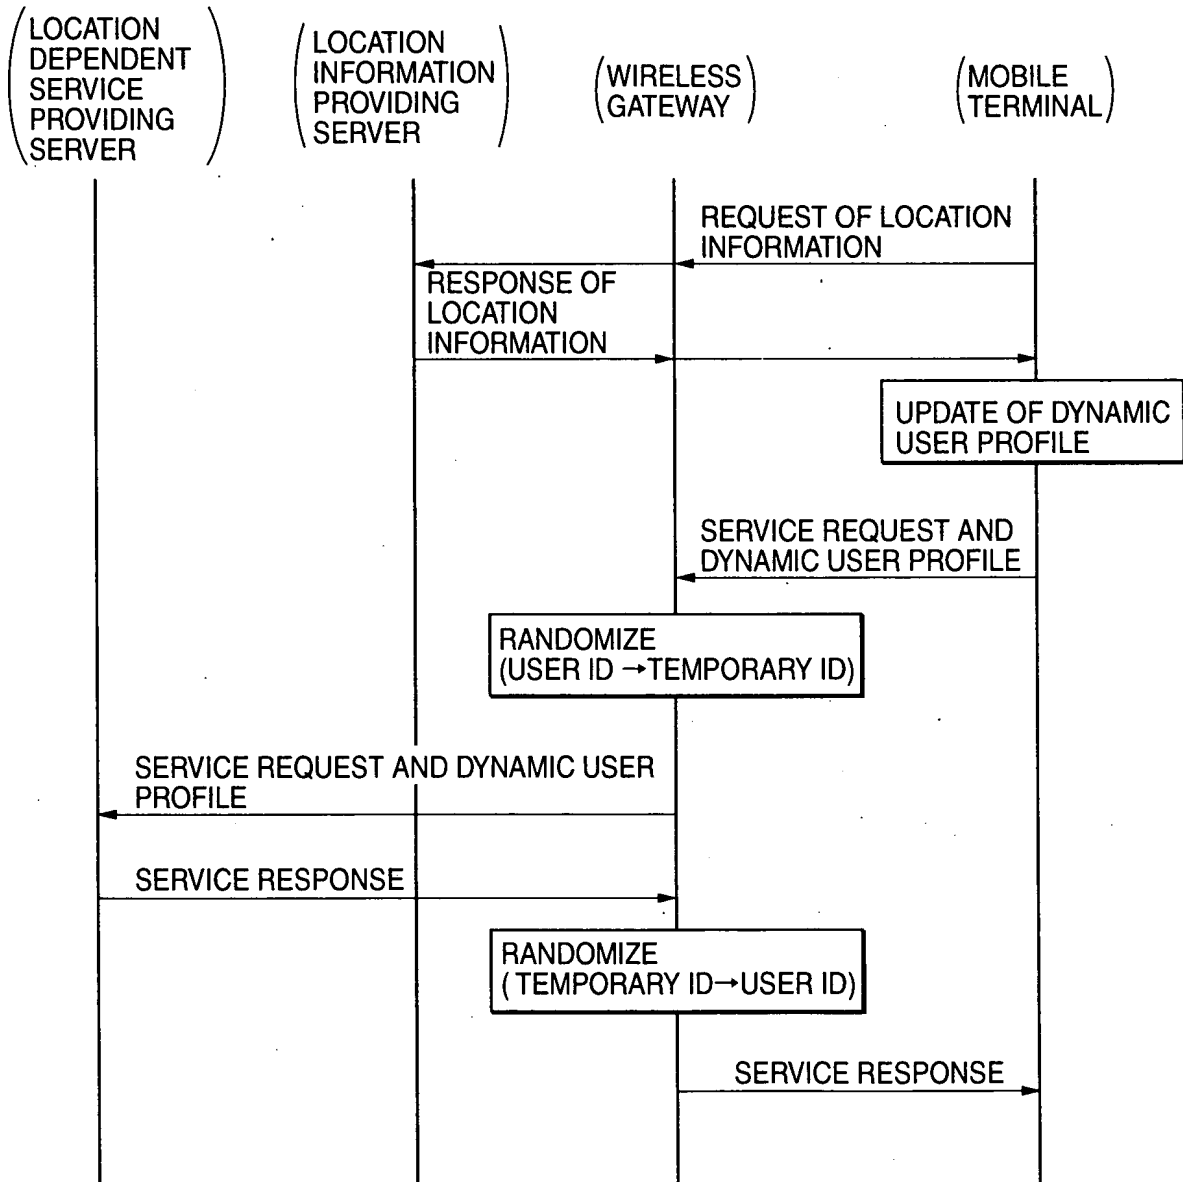 LOCATION
DEPENDENT
SERVICE
PROVIDING
SERVER
LOCATION
INFORMATION
PROVIDING
SERVER
WIRELESS
GATEWAY
MOBILE
TERMINAL
REQUEST OF LOCATION
INFORMATION
RESPONSE OF
LOCATION
INFORMATION
UPDATE OF DYNAMIC
USER PROFILE
SERVICE REQUEST AND
DYNAMIC USER PROFILE
RANDOMIZE
(USER ID →TEMPORARY ID)
SERVICE REQUEST AND DYNAMIC USER
PROFILE
SERVICE RESPONSE
RANDOMIZE
( TEMPORARY ID→USER ID)
SERVICE RESPONSE